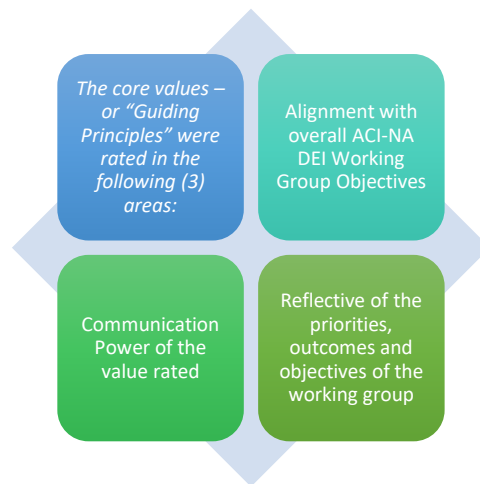 The core values –
or “Guiding
Principles” were
rated in the
following (3)
areas:
Alignment with
overall ACI-NA
DEI Working
Group Objectives
Communication
Power of the
value rated
Reflective of the
priorities,
outcomes and
objectives of the
working group